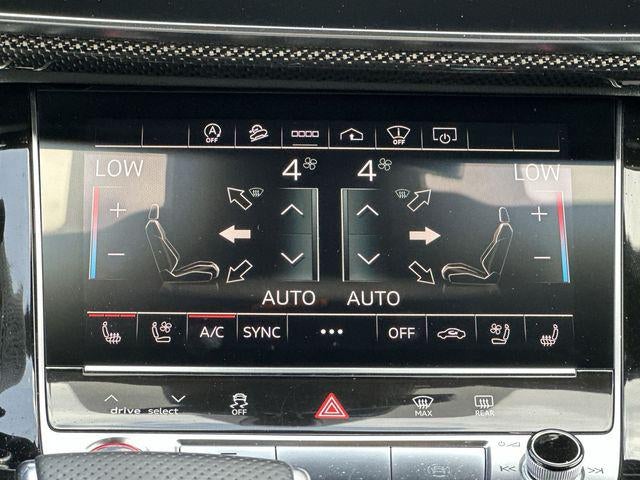 A
OFF
OFF
LOW 4 4 LOW
+ +
− −
AUTO AUTO
A/C SYNC ••• OFF
drive select OFF MAX REAR